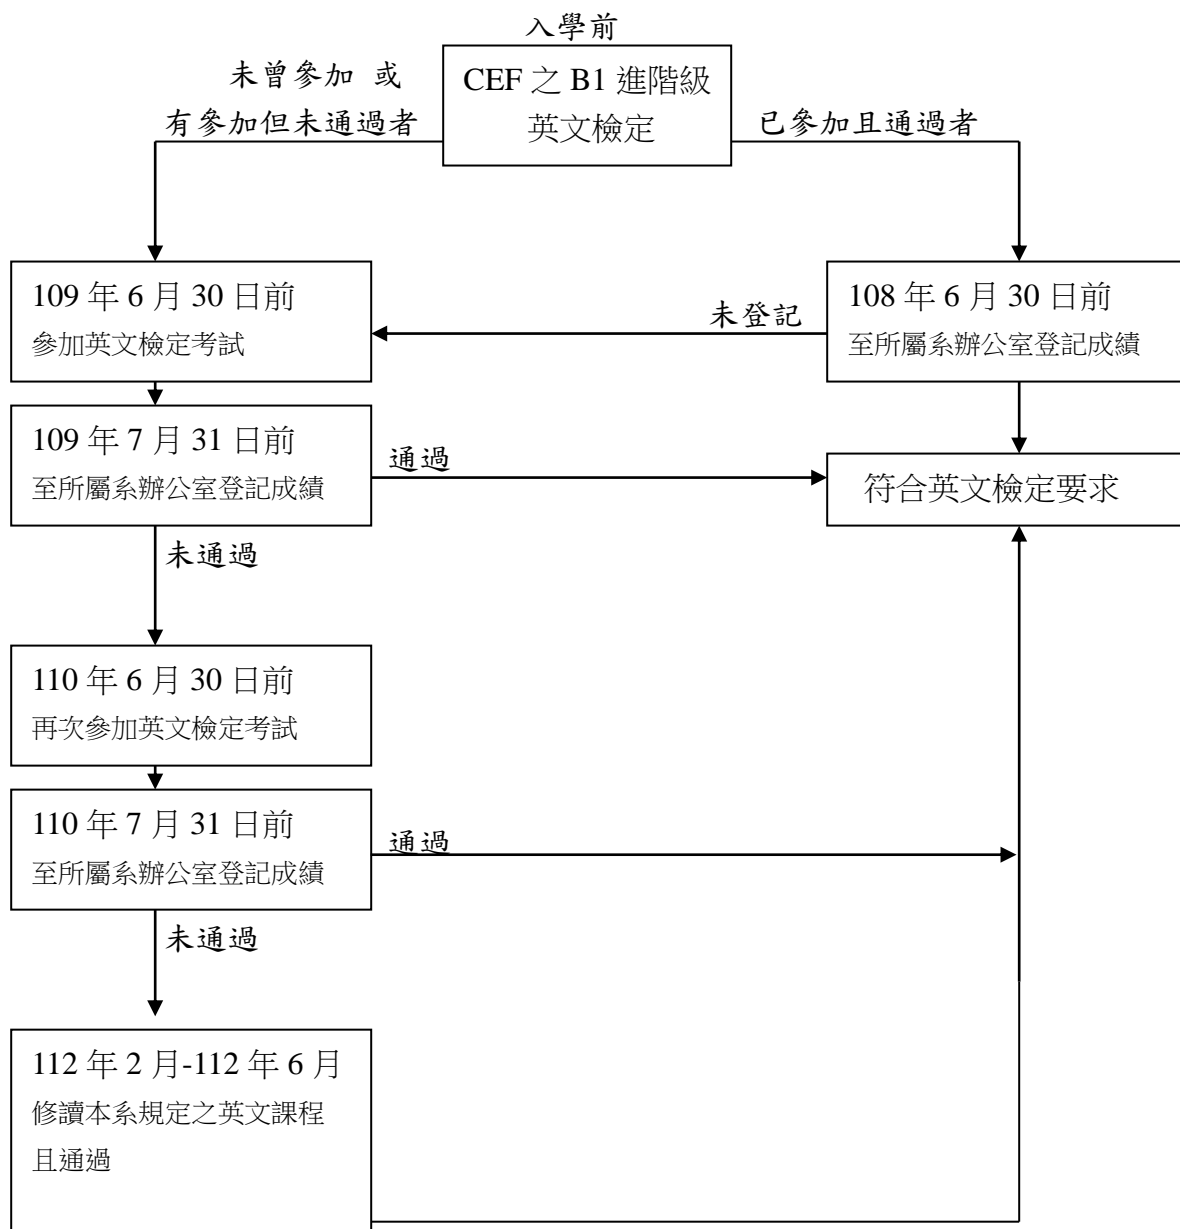 入學前
CEF 之 B1 進階級
英文檢定
未曾參加 或
有參加但未通過者
已參加且通過者
109 年 6 月 30 日前
參加英文檢定考試
未登記
108 年 6 月 30 日前
至所屬系辦公室登記成績
109 年 7 月 31 日前
至所屬系辦公室登記成績
通過
符合英文檢定要求
未通過
110 年 6 月 30 日前
再次參加英文檢定考試
110 年 7 月 31 日前
至所屬系辦公室登記成績
通過
未通過
112 年 2 月-112 年 6 月
修讀本系規定之英文課程
且通過